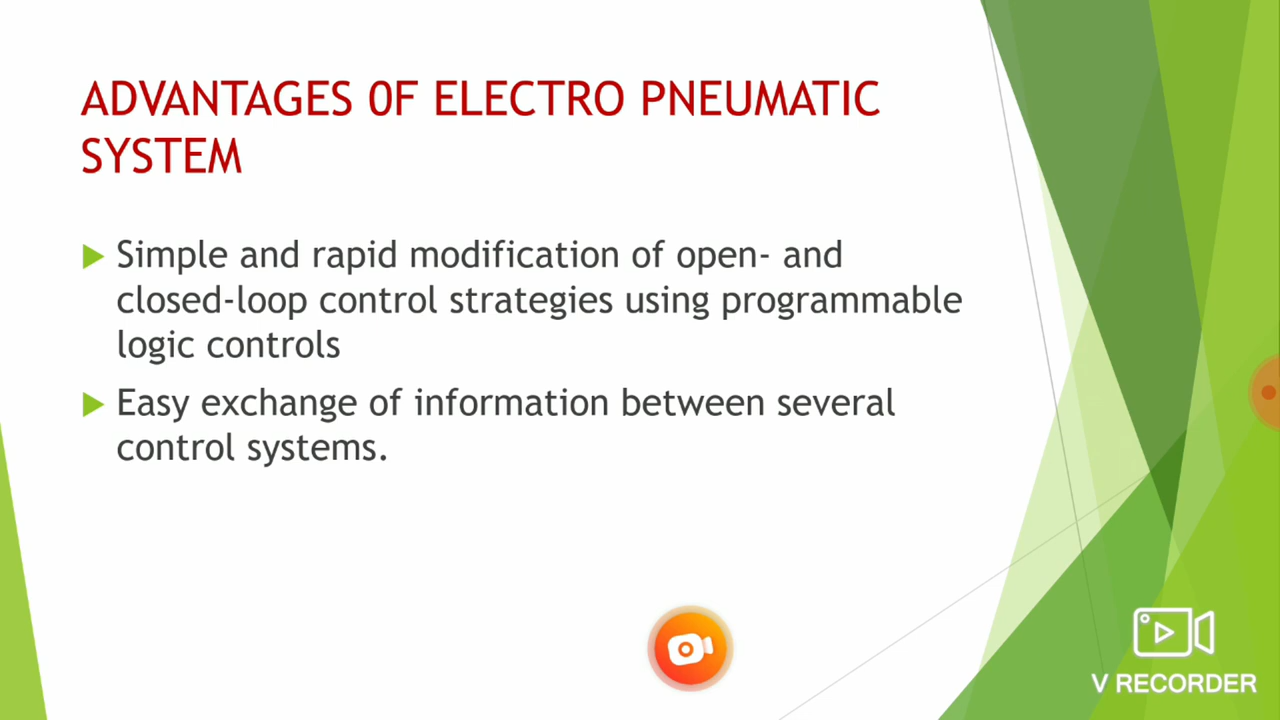 ADVANTAGES 0F ELECTRO PNEUMATIC
SYSTEM
Simple and rapid modification of open- and
closed-loop control strategies using programmable
logic controls
Easy exchange of information between several
control systems.
V RECORDER